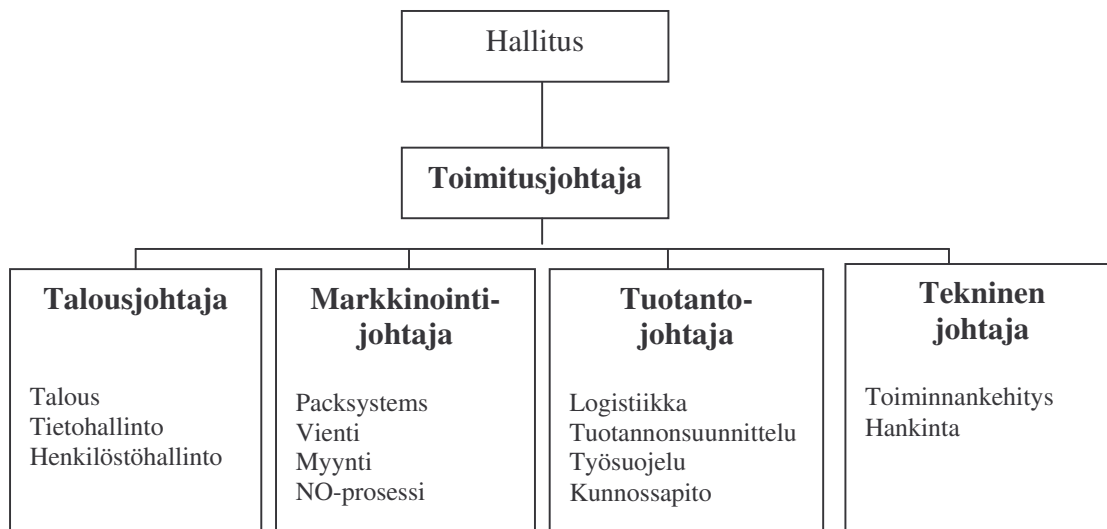 Hallitus
Toimitusjohtaja
Talousjohtaja
Talous
Tietohallinto
Henkilöstöhallinto
Markkinointi-
johtaja
Packsystems
Vienti
Myynti
NO-prosessi
Tuotanto-
johtaja
Logistiikka
Tuotannonsuunnittelu
Työsuojelu
Kunnossapito
Tekninen
johtaja
Toiminnankehitys
Hankinta